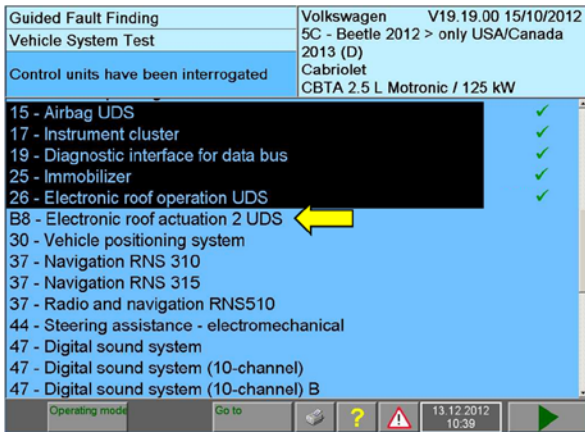 Guided Fault Finding
Vehicle System Test
Control units have been interrogated
Volkswagen V19.19.00 15/10/2012
5C - Beetle 2012 > only USA/Canada
2013 (D)
Cabriolet
CBTA 2.5 L Motronic / 125 kW
15 - Airbag UDS
17 - Instrument cluster
19 - Diagnostic interface for data bus
25 - Immobilizer
26 - Electronic roof operation UDS
B8 - Electronic roof actuation 2 UDS
30 - Vehicle positioning system
37 - Navigation RNS 310
37 - Navigation RNS 315
37 - Radio and navigation RNS510
44 - Steering assistance - electromechanical
47 - Digital sound system
47 - Digital sound system (10-channel)
47 - Digital sound system (10-channel) B
Operating mode
Go to
?
13.12.2012
10:39